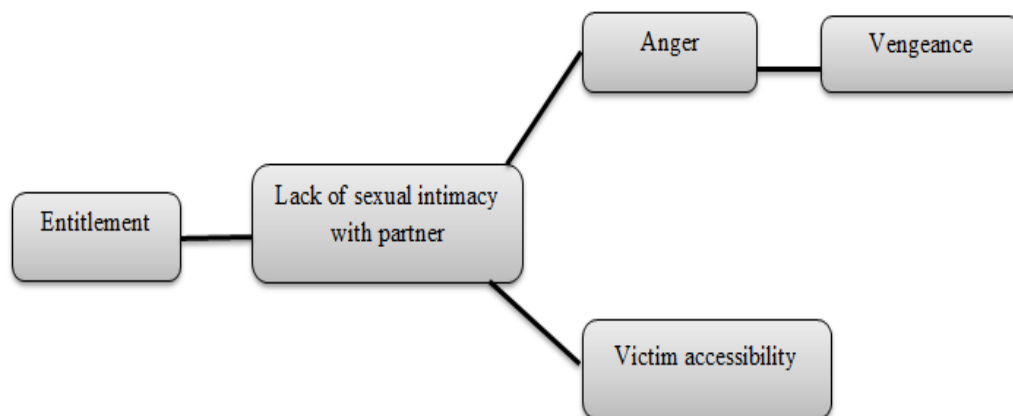 Anger
Vengeance
Entitlement
Lack of sexual intimacy
with partner
Victim accessibility